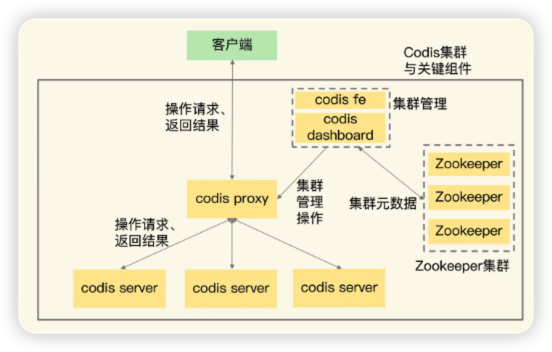 客户端
Codis集群
与关键组件
操作请求、
返回结果
codis fe
codis
dashboard
集群管理
Zookeeper
Zookeeper
Zookeeper
Zookeeper集群
集群
管理
操作
集群元数据
codis proxy
操作请求、
返回结果
codis server
codis server
codis server